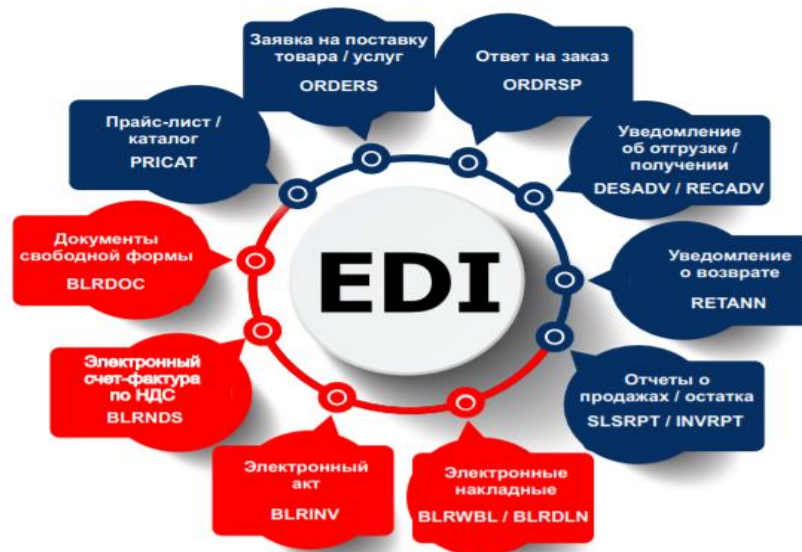 Заявка на поставку
товара / услуг
ORDERS
Ответ на заказ
ORDRSP
Прайс-лист /
каталог
PRICAT
Уведомление
об отгрузке /
получении
DESADV / RECADV
Документы
свободной формы
BLRDOC
EDI
Уведомление
о возврате
RETANN
Электронный
счет-фактура
по НДС
BLRNDS
Отчеты о
продажах / остатка
SLSRPT / INVRPT
Электронный
акт
BLRINV
Электронные
накладные
BLRWBL / BLRDLN